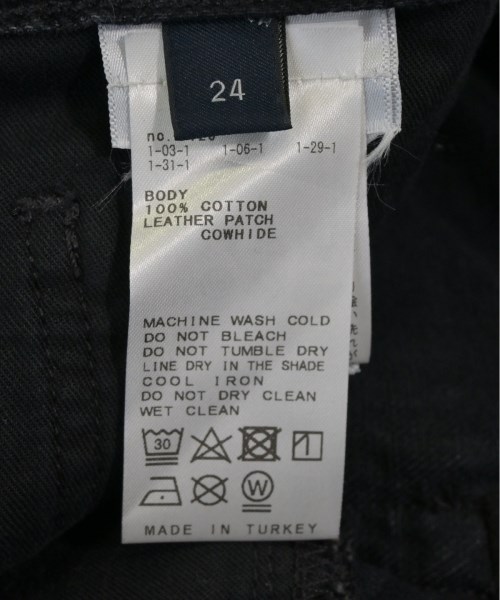 24
no.
1-03-1 1-06-1 1-29-1
1-31-1
BODY
100% COTTON
LEATHER PATCH
COWHIDE
MACHINE WASH COLD
DO NOT BLEACH
DO NOT TUMBLE DRY
LINE DRY IN THE SHADE
COOL IRON
DO NOT DRY CLEAN
WET CLEAN
30
W
MADE IN TURKEY